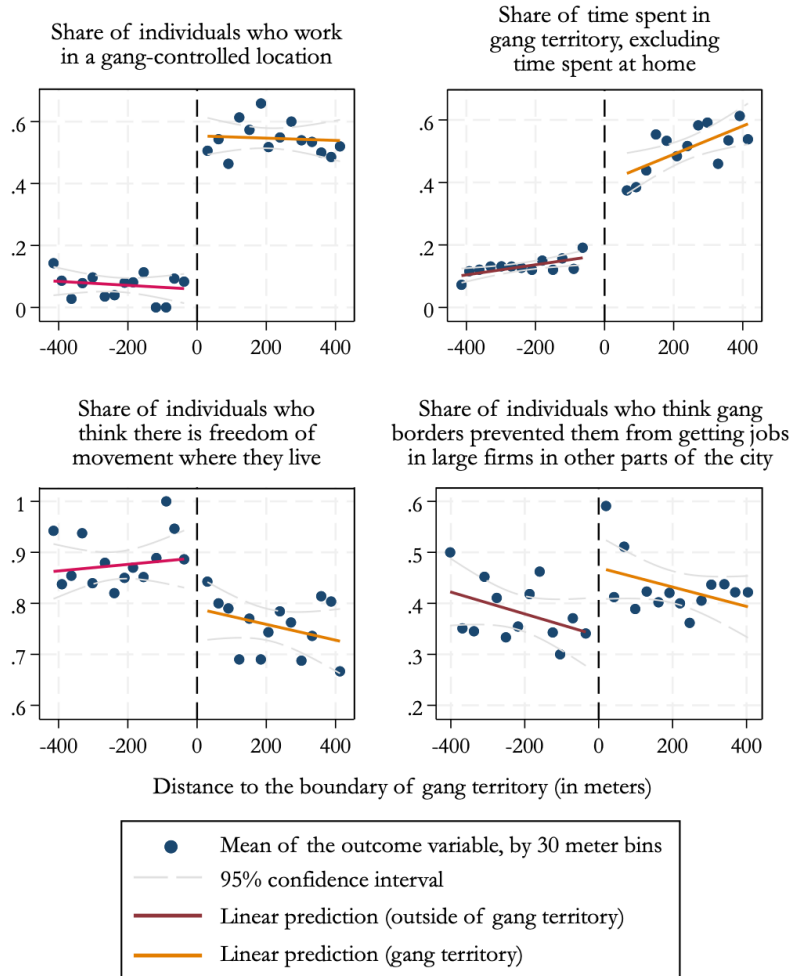 Share of individuals who work
in a gang-controlled location
Share of time spent in
gang territory, excluding
time spent at home
.6
.4
.2
0
-400 -200 0 200 400
.6
.4
.2
0
-400 -200 0 200 400
Share of individuals who
think there is freedom of
movement where they live
Share of individuals who think gang
borders prevented them from getting jobs
in large firms in other parts of the city
1
.9
.8
.7
.6
-400 -200 0 200 400
.6
.5
.4
.3
.2
-400 -200 0 200 400
Distance to the boundary of gang territory (in meters)
Mean of the outcome variable, by 30 meter bins
95% confidence interval
Linear prediction (outside of gang territory)
Linear prediction (gang territory)